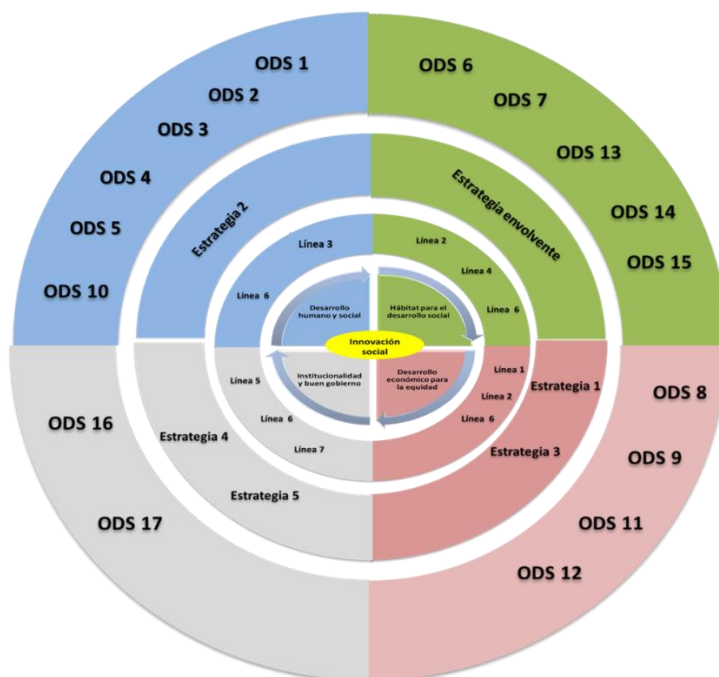 ODS 1
ODS 2
ODS 3
ODS 4
ODS 5
ODS 10
ODS 6
ODS 7
ODS 13
ODS 14
ODS 15
Estrategia 2
Estrategia envolvente
Línea 3
Línea 6
Línea 2
Línea 4
Línea 6
Desarrollo
humano y social
Hábitat para el
desarrollo social
Innovación
social
Institucionalidad
y buen gobierno
Desarrollo
económico para
la equidad
Línea 5
Línea 6
Línea 7
Línea 1
Línea 2
Línea 6
Estrategia 4
Estrategia 5
Estrategia 1
Estrategia 3
ODS 16
ODS 17
ODS 8
ODS 9
ODS 11
ODS 12